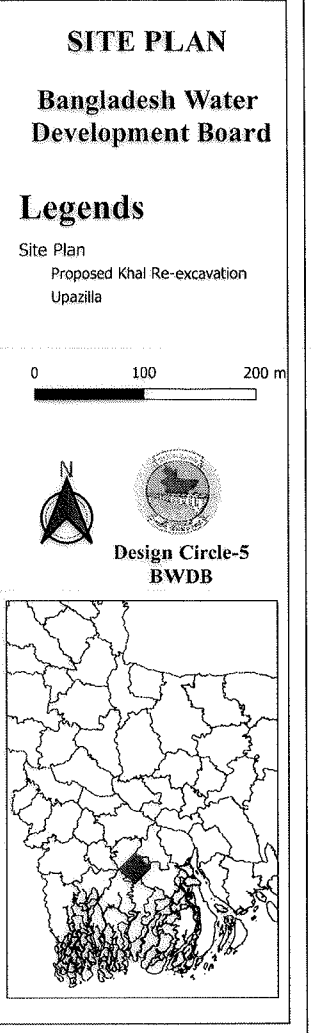 SITE PLAN
Bangladesh Water
Development Board
Legends
Site Plan
Proposed Khal Re-excavation
Upazilla
0 100 200 m
N
Design Circle-5
BWDB